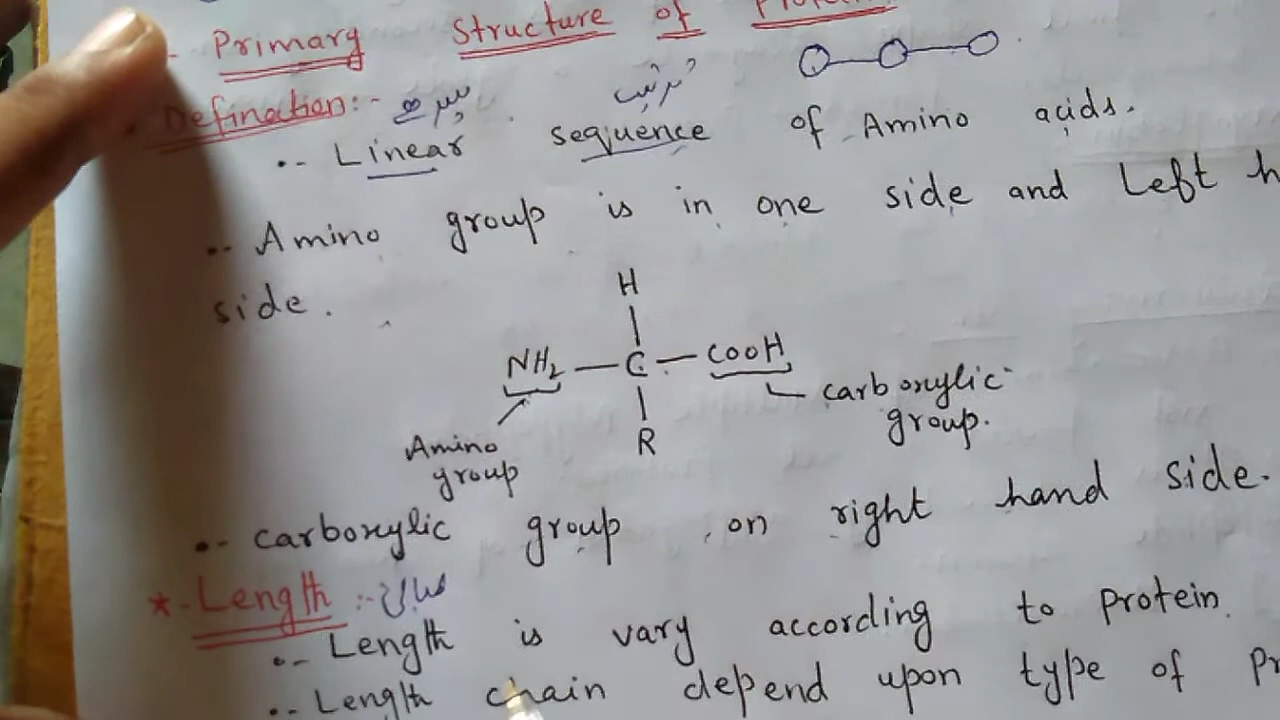 Primary Structure of Protein
Defination:-
ترتیب
•- Linear sequence of Amino acids.
•- Amino group is in one side and Left h
side.
H
NH₂ — C — COOH
R
Amino
group
carboxylic
group.
•- carboxylic group on right hand side.
* Length :- لمبائی
•- Length is vary according to protein.
•- Length chain depend upon type of Pr